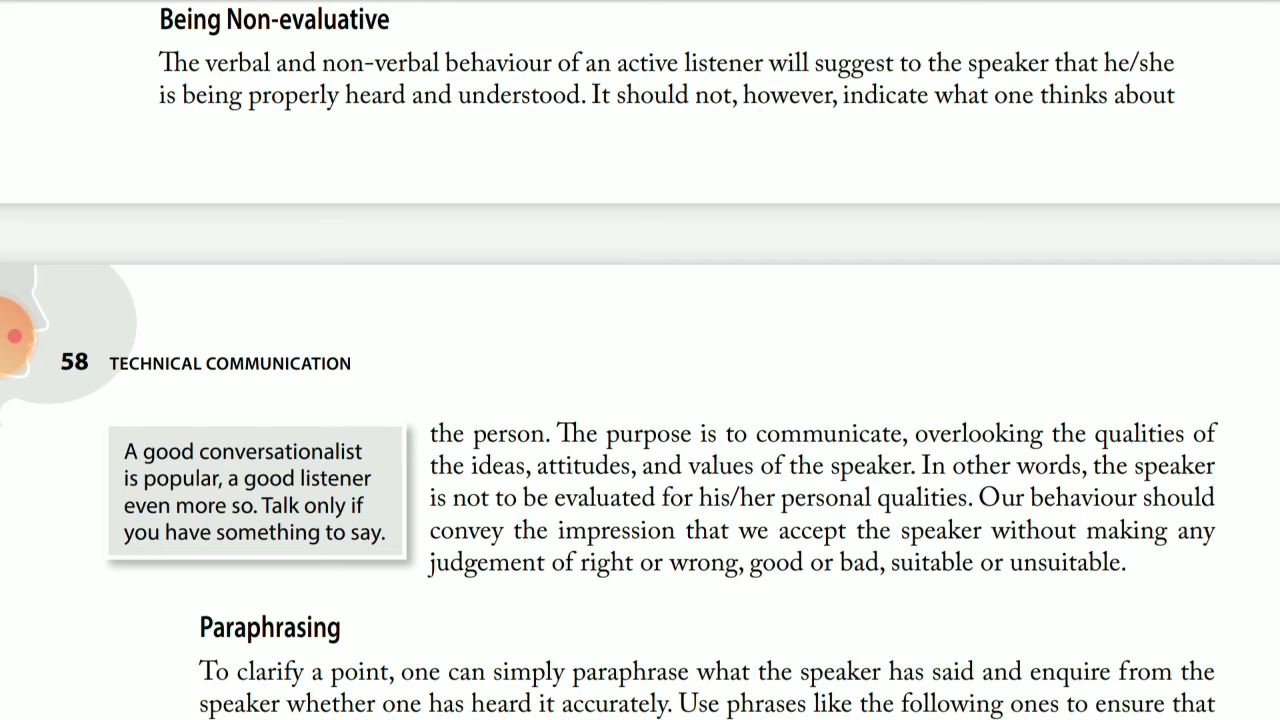 Being Non-evaluative
The verbal and non-verbal behaviour of an active listener will suggest to the speaker that he/she
is being properly heard and understood. It should not, however, indicate what one thinks about
58 TECHNICAL COMMUNICATION
A good conversationalist
is popular, a good listener
even more so. Talk only if
you have something to say.
the person. The purpose is to communicate, overlooking the qualities of
the ideas, attitudes, and values of the speaker. In other words, the speaker
is not to be evaluated for his/her personal qualities. Our behaviour should
convey the impression that we accept the speaker without making any
judgement of right or wrong, good or bad, suitable or unsuitable.
Paraphrasing
To clarify a point, one can simply paraphrase what the speaker has said and enquire from the
speaker whether one has heard it accurately. Use phrases like the following ones to ensure that